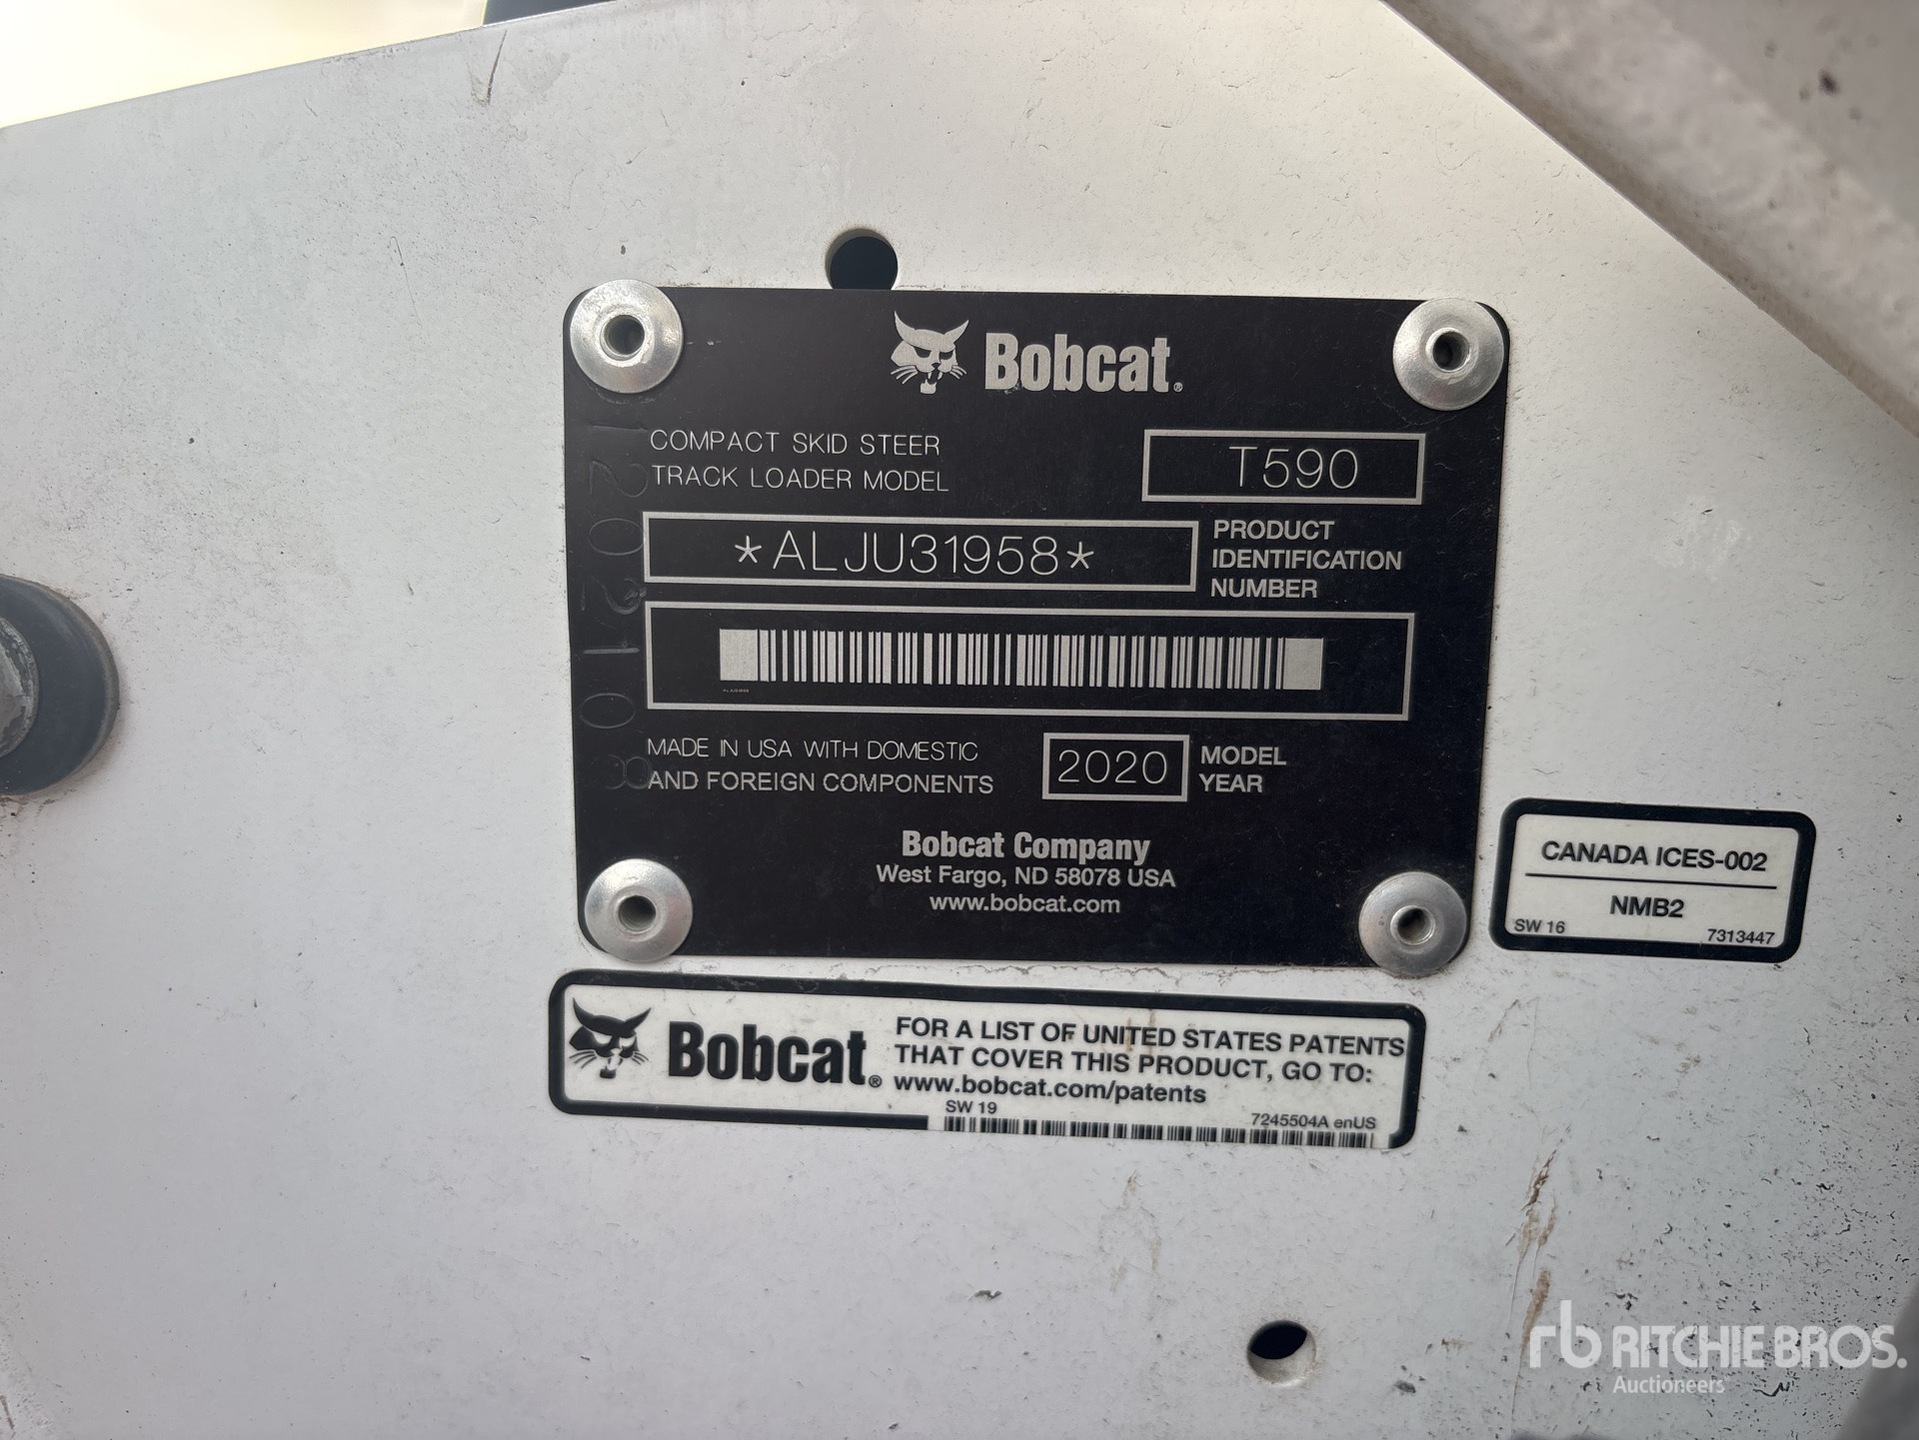 Bobcat®
COMPACT SKID STEER
TRACK LOADER MODEL
T590
*ALJU31958*
PRODUCT
IDENTIFICATION
NUMBER
MADE IN USA WITH DOMESTIC
AND FOREIGN COMPONENTS
2020
MODEL
YEAR
Bobcat Company
West Fargo, ND 58078 USA
www.bobcat.com
CANADA ICES-002
NMB2
SW 16
7313447
Bobcat®
FOR A LIST OF UNITED STATES PATENTS
THAT COVER THIS PRODUCT, GO TO:
www.bobcat.com/patents
SW 19
7245504A enUS
rb RITCHIE BROS.
Auctioneers